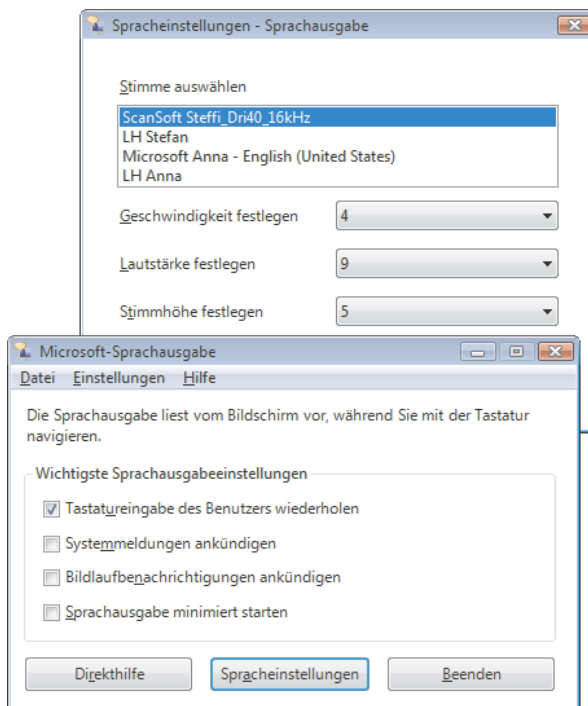 Spracheinstellungen - Sprachausgabe
Stimme auswählen
ScanSoft Steffi_Dri40_16kHz
LH Stefan
Microsoft Anna - English (United States)
LH Anna
Geschwindigkeit festlegen 4
Lautstärke festlegen 9
Stimmhöhe festlegen 5
Microsoft-Sprachausgabe
Datei Einstellungen Hilfe
Die Sprachausgabe liest vom Bildschirm vor, während Sie mit der Tastatur
navigieren.
Wichtigste Sprachausgabeeinstellungen
Tastatureingabe des Benutzers wiederholen
Systemmeldungen ankündigen
Bildlaufbenachrichtigungen ankündigen
Sprachausgabe minimiert starten
Direkthilfe Spracheinstellungen Beenden